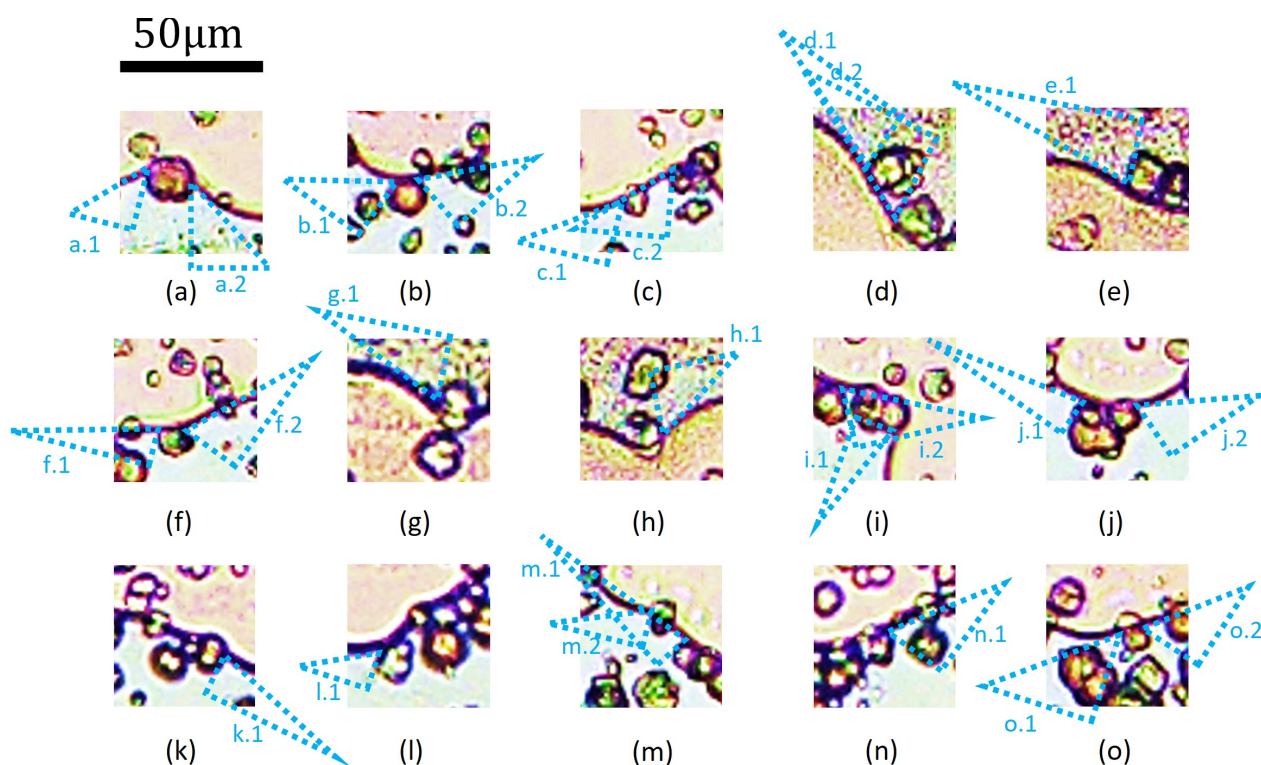 50μm
d.1
d.2
e.1
a.1
a.2
b.1
b.2
c.1
c.2
(a)
(b)
(c)
(d)
(e)
g.1
h.1
f.1
f.2
i.1
i.2
j.1
j.2
(f)
(g)
(h)
(i)
(j)
m.1
m.2
k.1
l.1
n.1
o.1
o.2
(k)
(l)
(m)
(n)
(o)